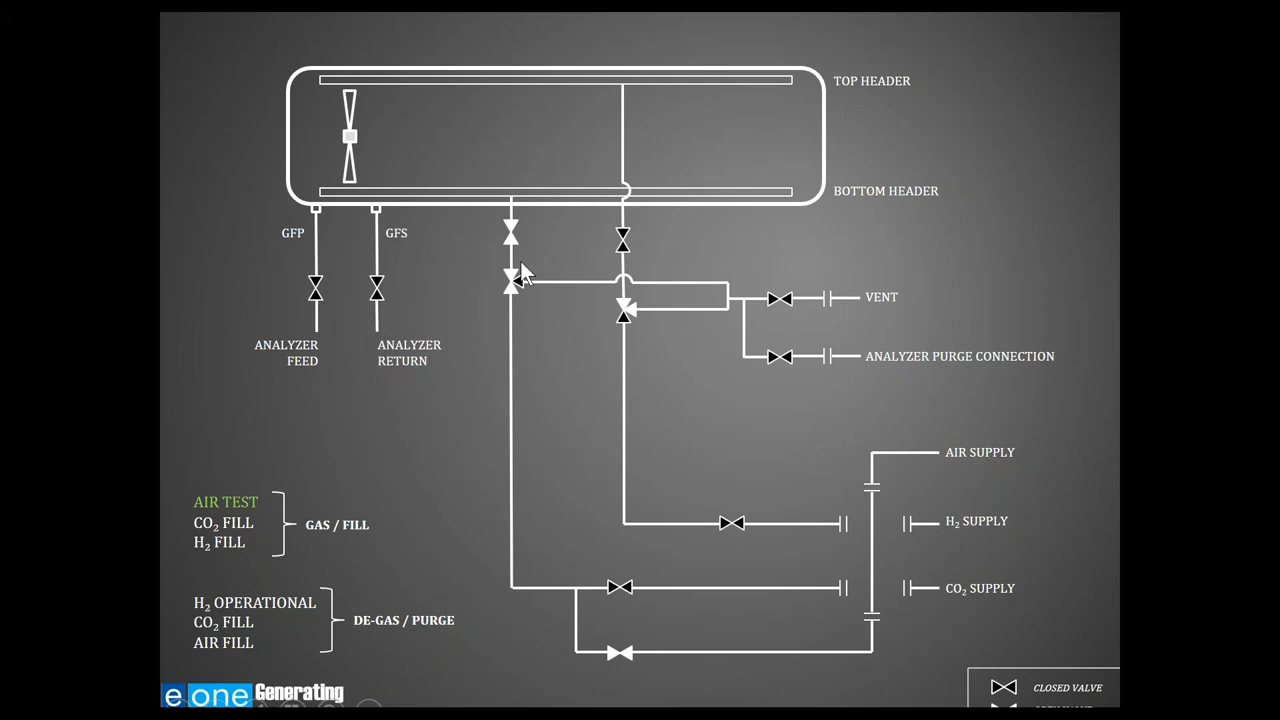 TOP HEADER
BOTTOM HEADER
GFP
GFS
VENT
ANALYZER FEED
ANALYZER RETURN
ANALYZER PURGE CONNECTION
AIR SUPPLY
AIR TEST
CO₂ FILL
H₂ FILL
GAS / FILL
H₂ SUPPLY
CO₂ SUPPLY
H₂ OPERATIONAL
CO₂ FILL
AIR FILL
DE-GAS / PURGE
e one Generating
CLOSED VALVE